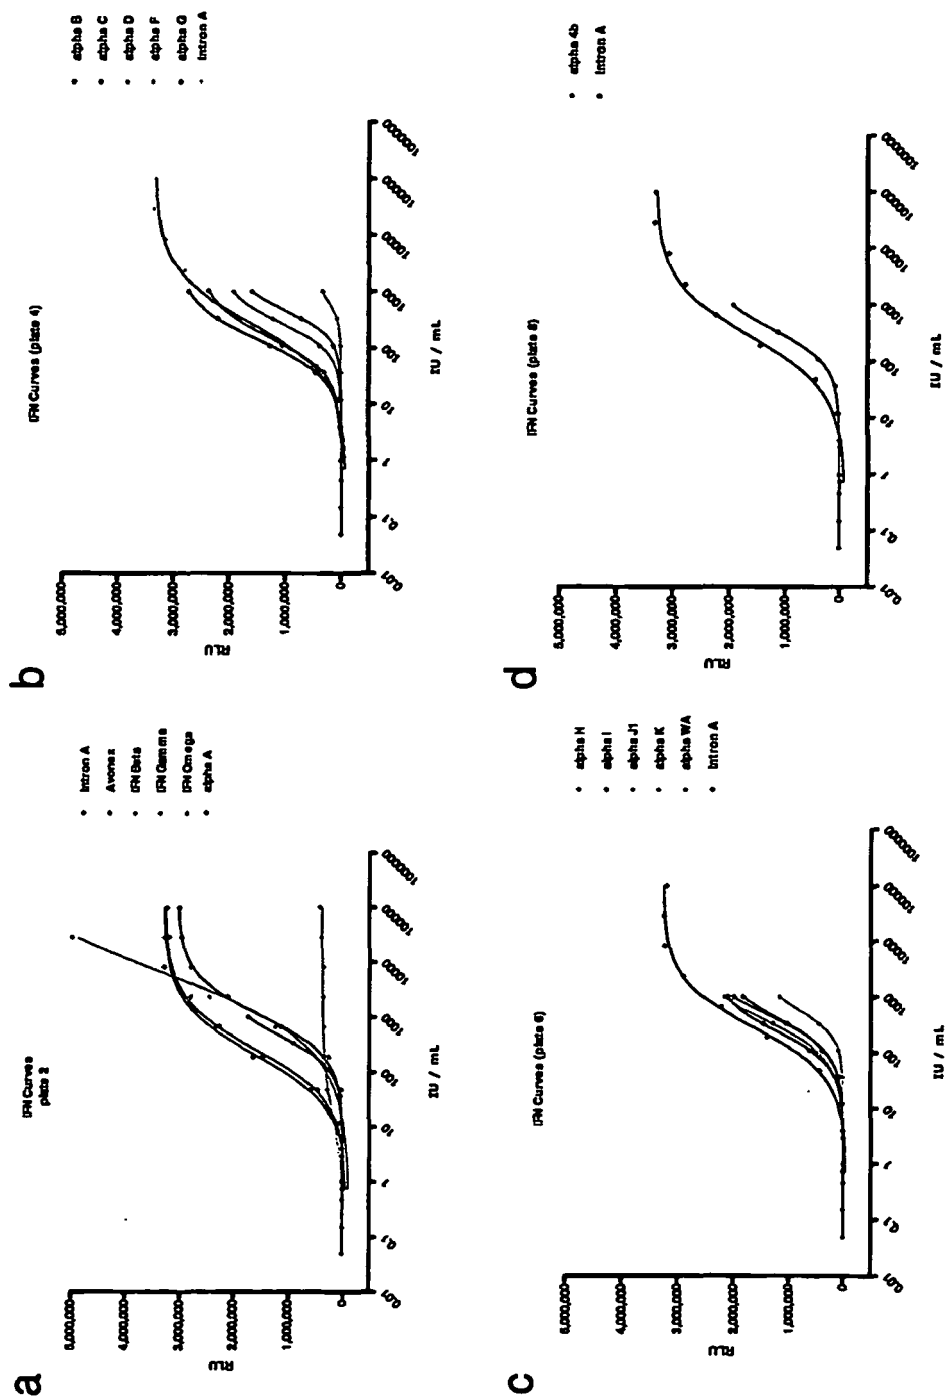 a
IFN Curves
plate 2
5,000,000
4,000,000
3,000,000
2,000,000
1,000,000
0
RLU
0.01 0.1 1 10 100 1000 10000 100000 1000000
IU / mL
Intron A
Avonex
IFN Beta
IFN Gamma
IFN Omega
alpha A
b
IFN Curves (plate 4)
5,000,000
4,000,000
3,000,000
2,000,000
1,000,000
0
RLU
0.01 0.1 1 10 100 1000 10000 100000 1000000
IU / mL
alpha B
alpha C
alpha D
alpha F
alpha G
Intron A
c
IFN Curves (plate 6)
5,000,000
4,000,000
3,000,000
2,000,000
1,000,000
0
RLU
0.01 0.1 1 10 100 1000 10000 100000 1000000
IU / mL
alpha H
alpha I
alpha J1
alpha K
alpha WA
Intron A
d
IFN Curves (plate 8)
5,000,000
4,000,000
3,000,000
2,000,000
1,000,000
0
RLU
0.01 0.1 1 10 100 1000 10000 100000 1000000
IU / mL
alpha 4b
Intron A